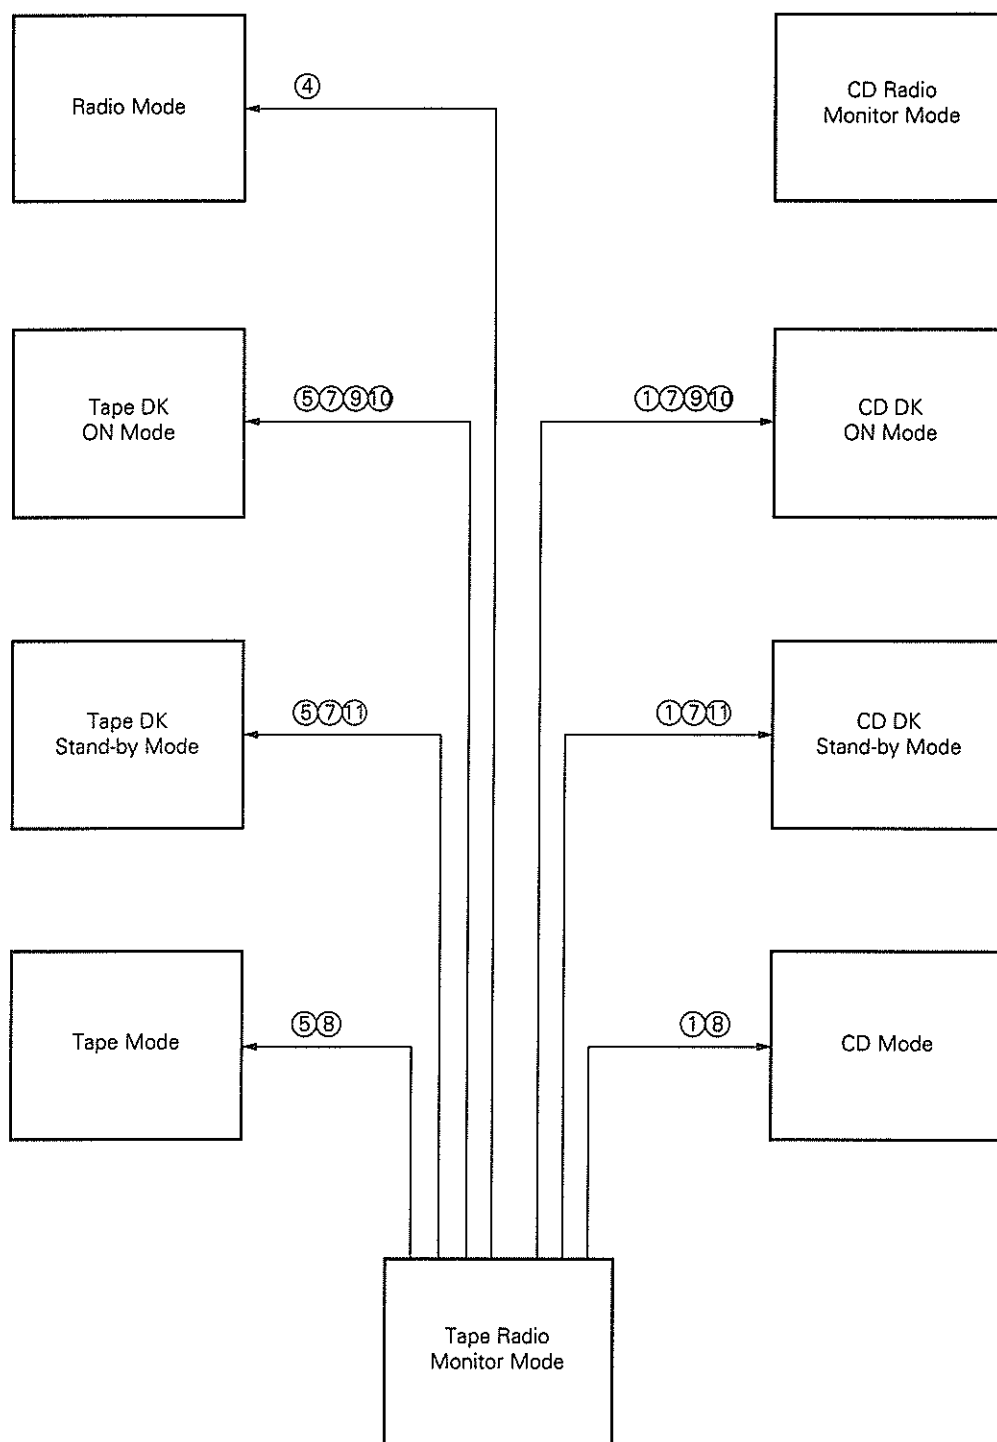 ④
Radio Mode
CD Radio
Monitor Mode
⑤⑦⑨⑩
①⑦⑨⑩
Tape DK
ON Mode
CD DK
ON Mode
⑤⑦⑪
①⑦⑪
Tape DK
Stand-by Mode
CD DK
Stand-by Mode
⑤⑧
①⑧
Tape Mode
CD Mode
Tape Radio
Monitor Mode